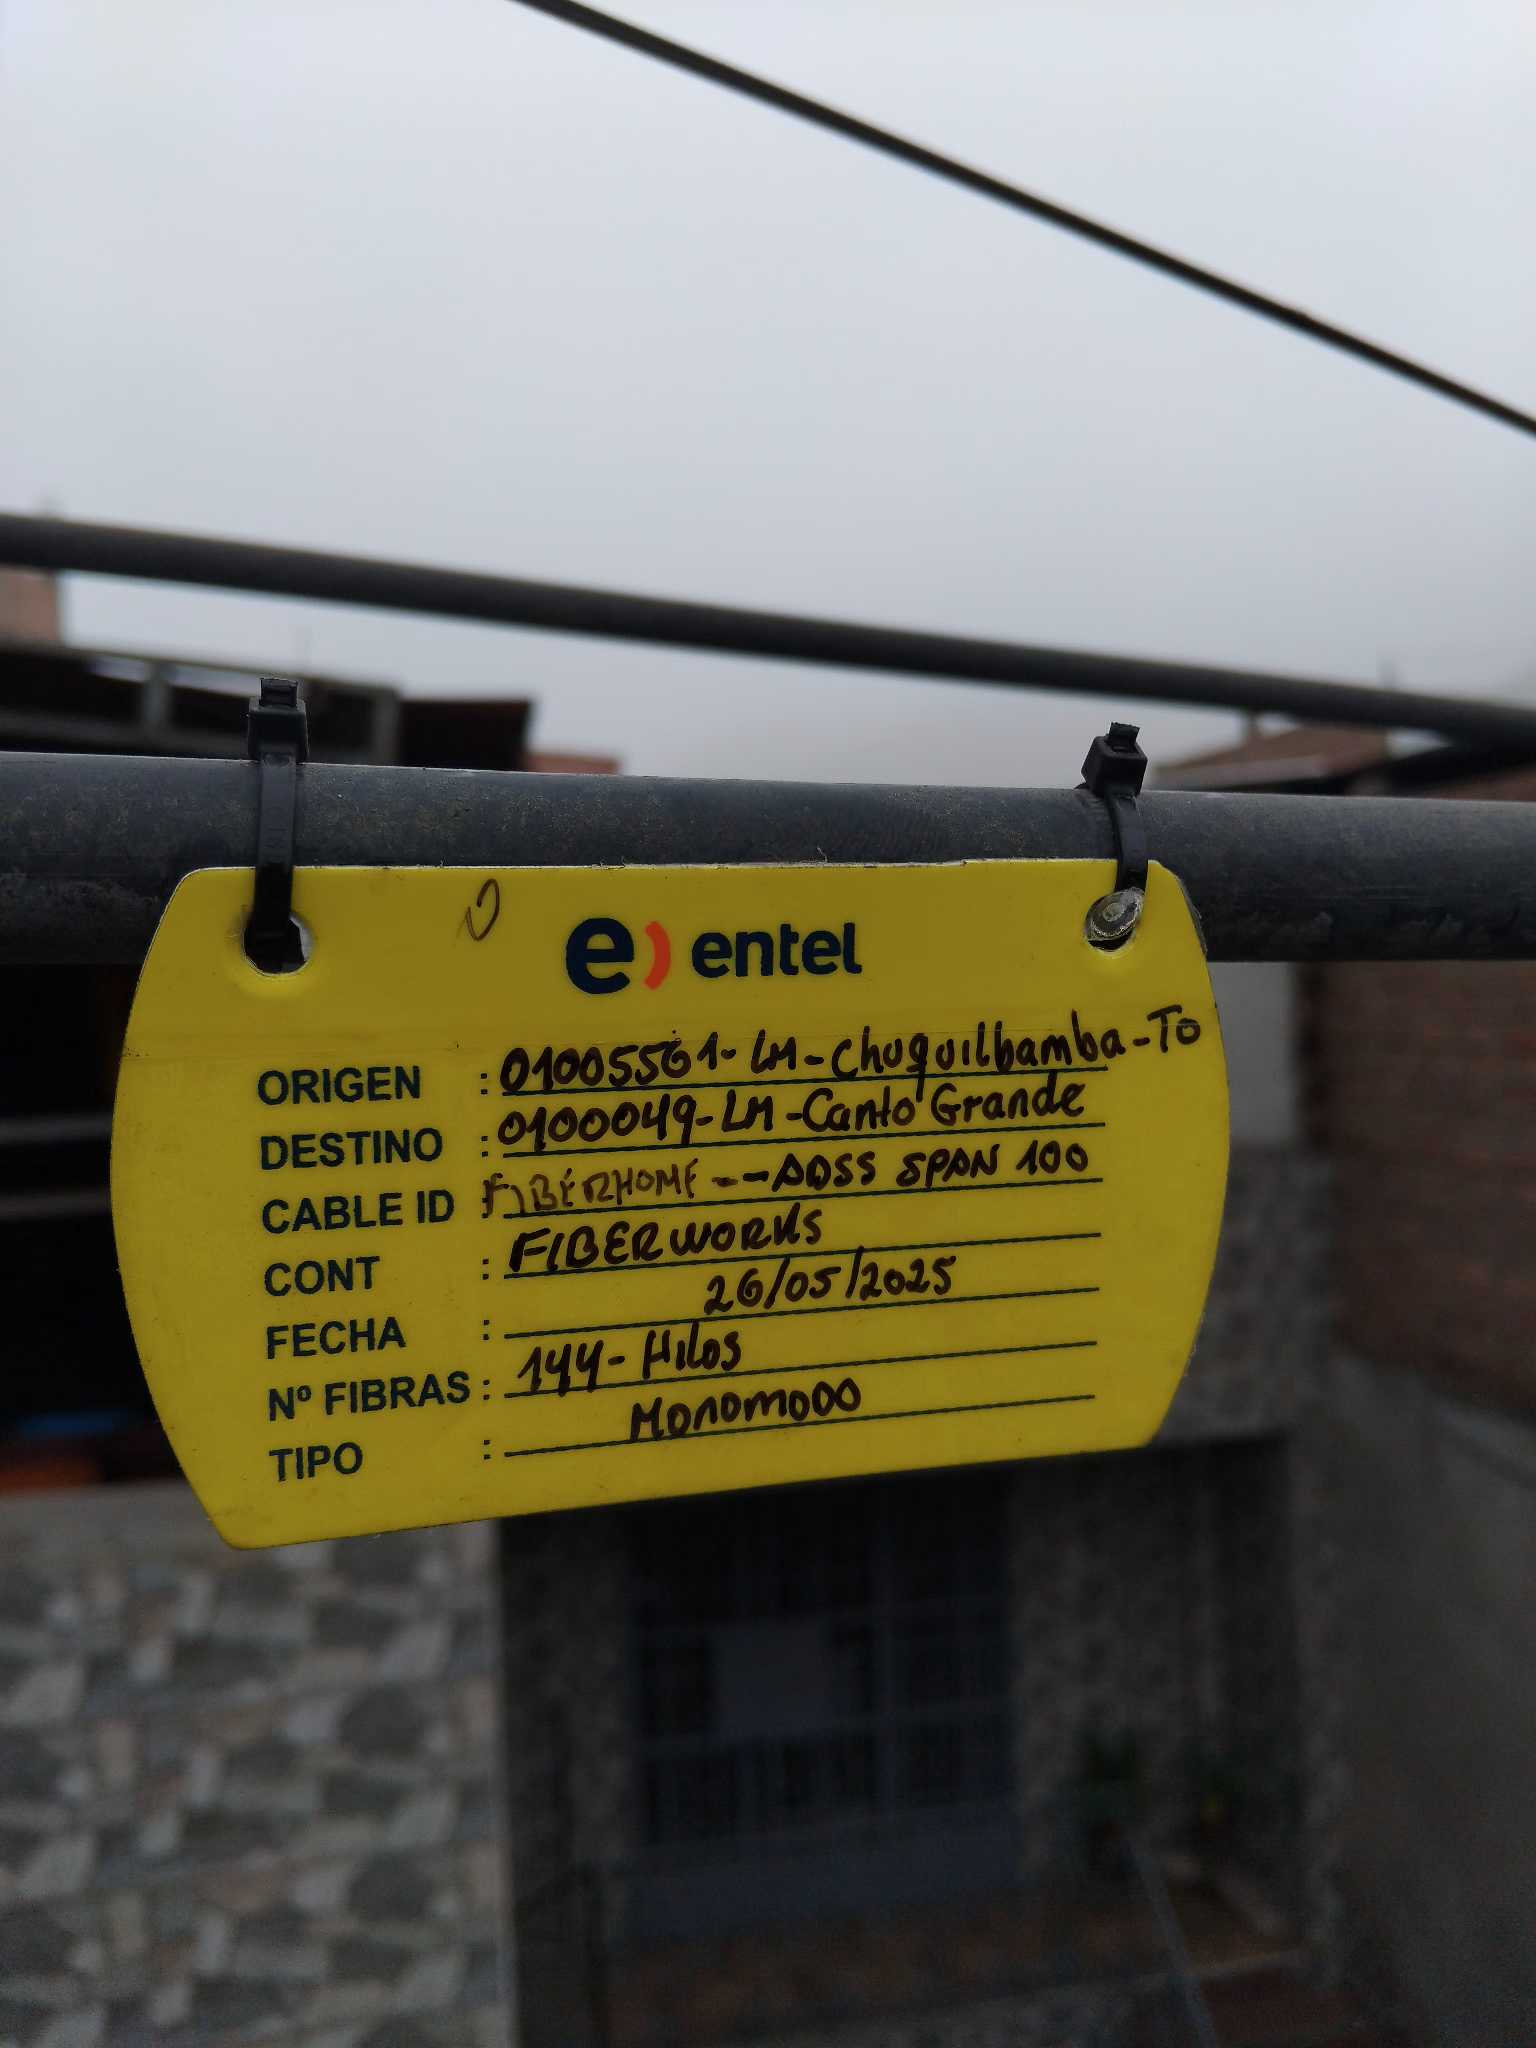 e) entel
ORIGEN : 01005561-LM-Chuquilbamba-To
DESTINO : 0100049-LM-Canto Grande
CABLE ID : FIBERHOME--ADSS SPAN 100
CONT : FIBERWORKS
FECHA : 26/05/2025
Nº FIBRAS : 144-Hilos
TIPO : MONOMODO